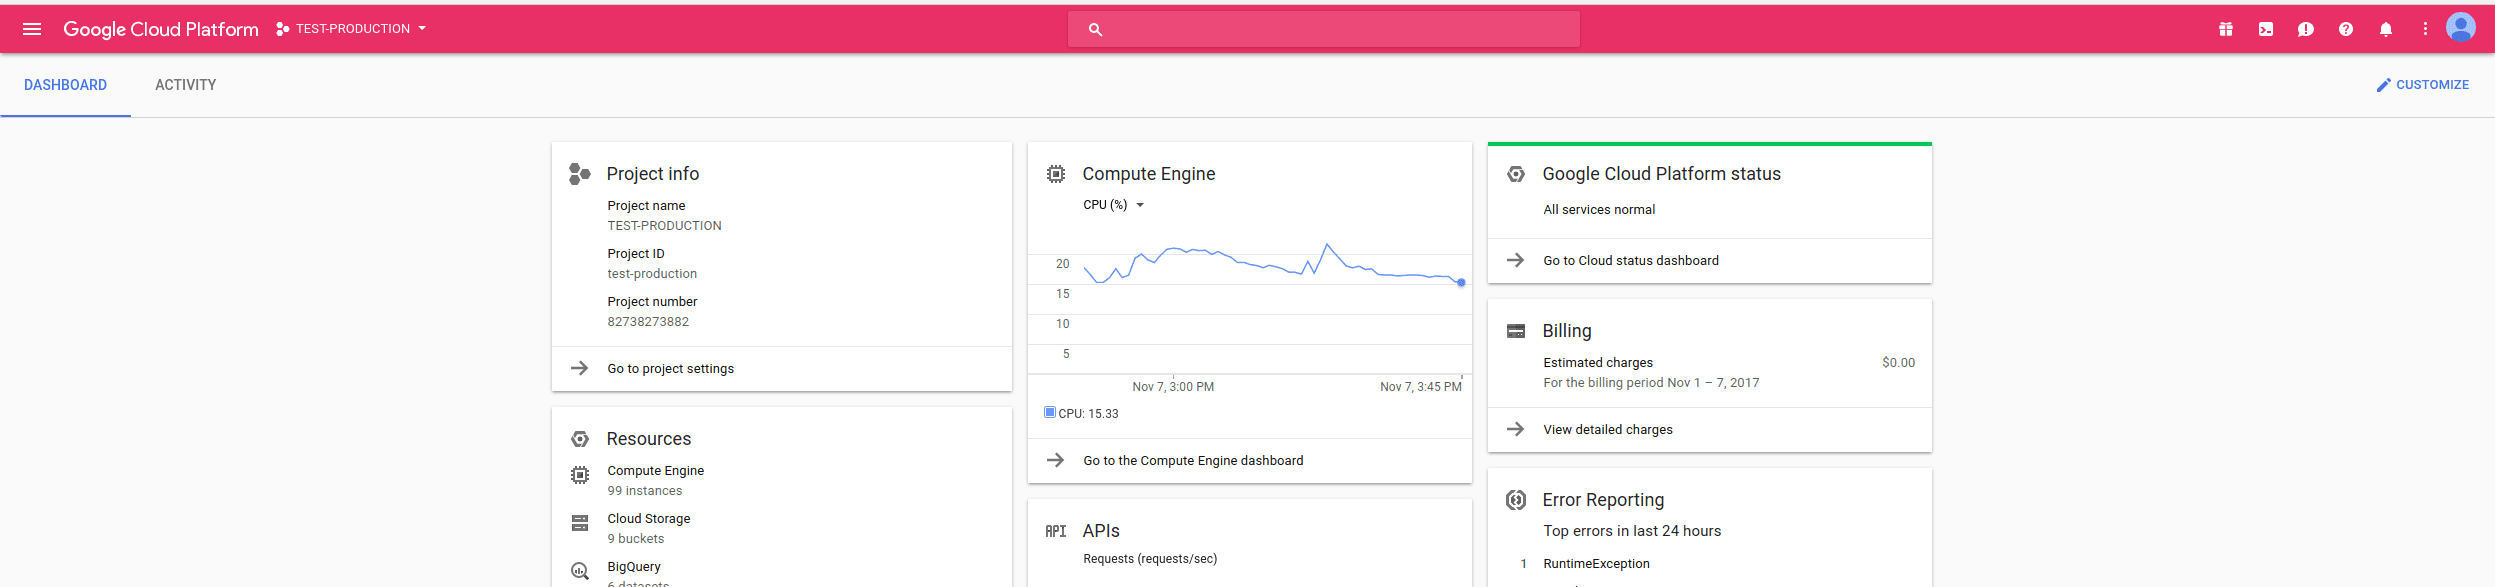 Google Cloud Platform
TEST-PRODUCTION
DASHBOARD
ACTIVITY
CUSTOMIZE
Project info
Project name
TEST-PRODUCTION
Project ID
test-production
Project number
82738273882
Go to project settings
Resources
Compute Engine
99 instances
Cloud Storage
9 buckets
BigQuery
6 datasets
Compute Engine
CPU (%)
20
15
10
5
Nov 7, 3:00 PM
Nov 7, 3:45 PM
CPU: 15.33
Go to the Compute Engine dashboard
API
APIs
Requests (requests/sec)
Google Cloud Platform status
All services normal
Go to Cloud status dashboard
Billing
Estimated charges
$0.00
For the billing period Nov 1 – 7, 2017
View detailed charges
Error Reporting
Top errors in last 24 hours
1 RuntimeException